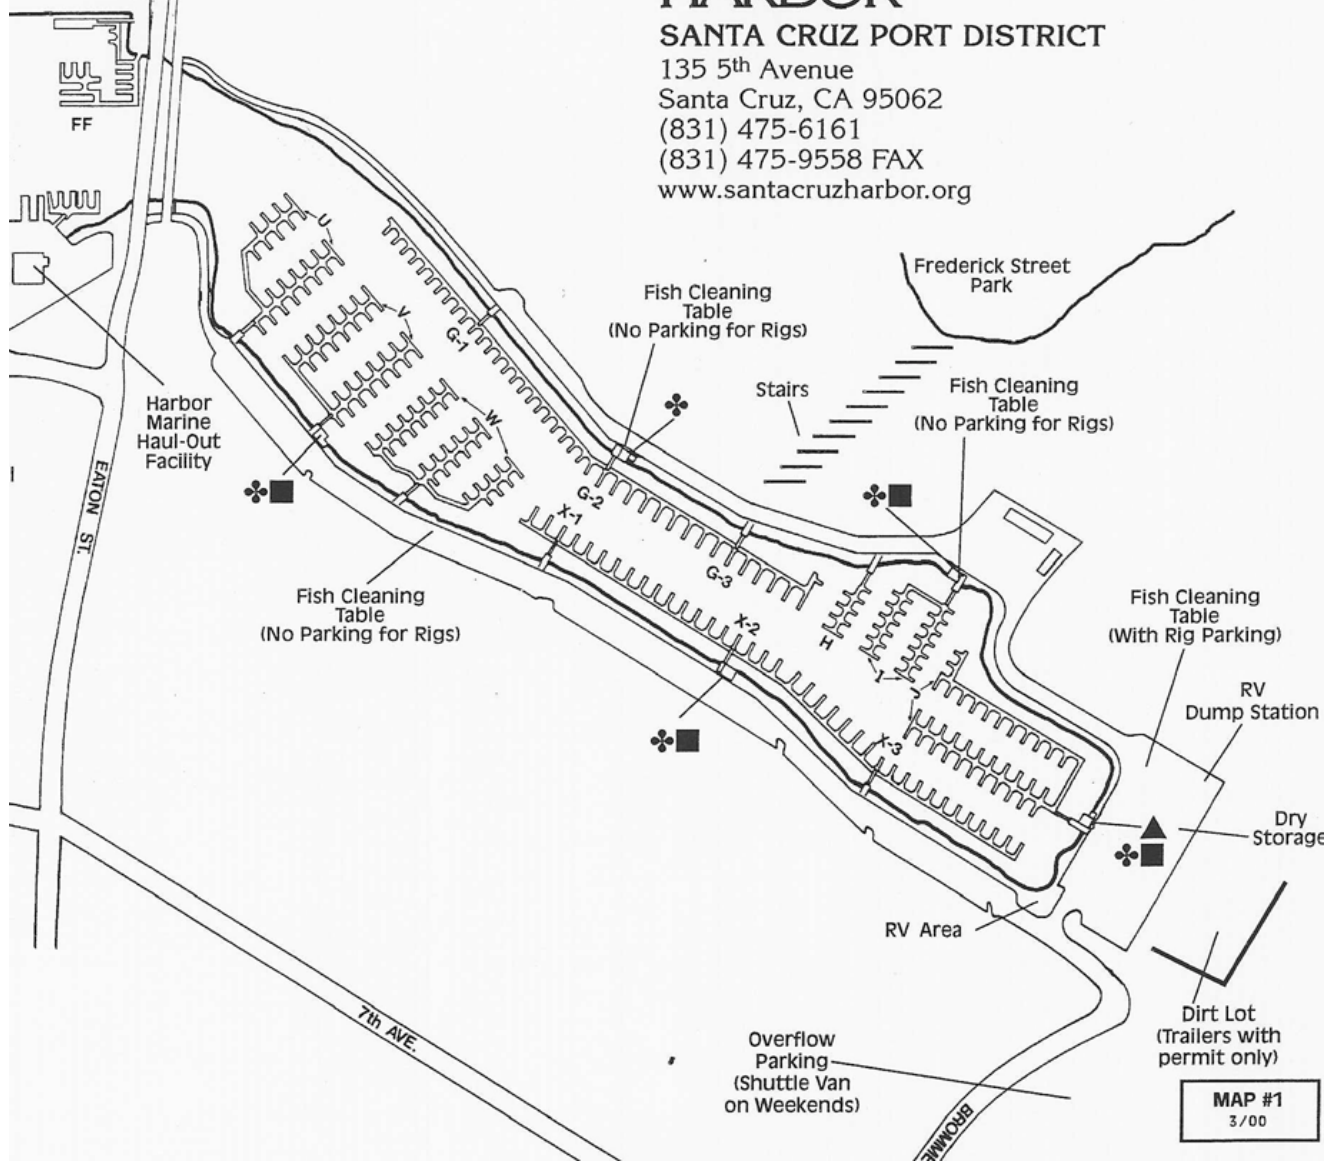 HARBOR
SANTA CRUZ PORT DISTRICT
135 5th Avenue
Santa Cruz, CA 95062
(831) 475-6161
(831) 475-9558 FAX
www.santacruzharbor.org
FF
U
V
W
G-1
G-2
G-3
X-1
X-2
X-3
H
I
J
Frederick Street
Park
Fish Cleaning
Table
(No Parking for Rigs)
Stairs
Fish Cleaning
Table
(No Parking for Rigs)
Harbor
Marine
Haul-Out
Facility
EATON ST.
Fish Cleaning
Table
(No Parking for Rigs)
Fish Cleaning
Table
(With Rig Parking)
RV
Dump Station
Dry
Storage
RV Area
Dirt Lot
(Trailers with
permit only)
7th AVE.
Overflow
Parking
(Shuttle Van
on Weekends)
BROMME
MAP #1
3/00